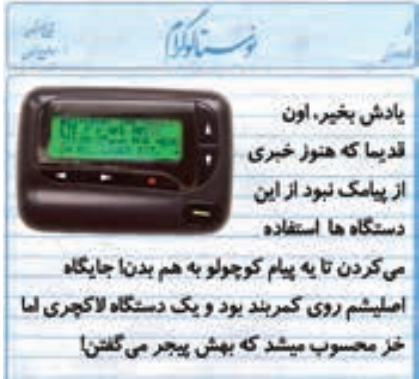 نوستالوگرام
یادش بخیر، اون
قدیما که هنوز خبری
از پیامک نبود از این
دستگاه ها استفاده
می‌کردن تا یه پیام کوچولو به هم بدن! جایگاه
اصلیشم روی کمربند بود و یک دستگاه لاکچری اما
خز محسوب میشد که بهش پیجر می‌گفتن!